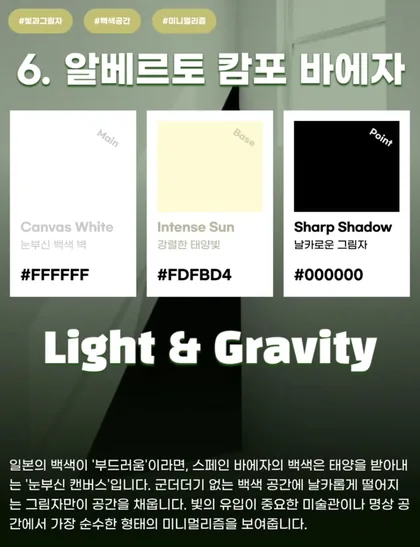 #빛과그림자 #백색공간 #미니멀리즘
6. 알베르토 캄포 바에자
Main Base Point
Canvas White Intense Sun Sharp Shadow
눈부신 백색 벽 강렬한 태양빛 날카로운 그림자
#FFFFFF #FDFBD4 #000000
Light & Gravity
일본의 백색이 '부드러움'이라면, 스페인 바에자의 백색은 태양을 받아내
는 '눈부신 캔버스'입니다. 군더더기 없는 백색 공간에 날카롭게 떨어지
는 그림자만이 공간을 채웁니다. 빛의 유입이 중요한 미술관이나 명상 공
간에서 가장 순수한 형태의 미니멀리즘을 보여줍니다.